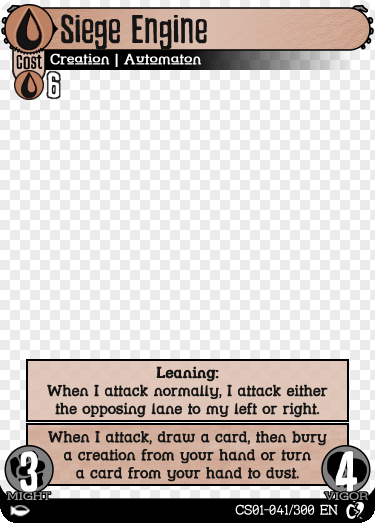 Siege Engine
Creation | Automaton
Cost
6
Leaning:
When I attack normally, I attack either
the opposing lane to my left or right.
When I attack, draw a card, then bury
a creation from your hand or turn
a card from your hand to dust.
3
MIGHT
4
VIGOR
CS01-041/300 EN